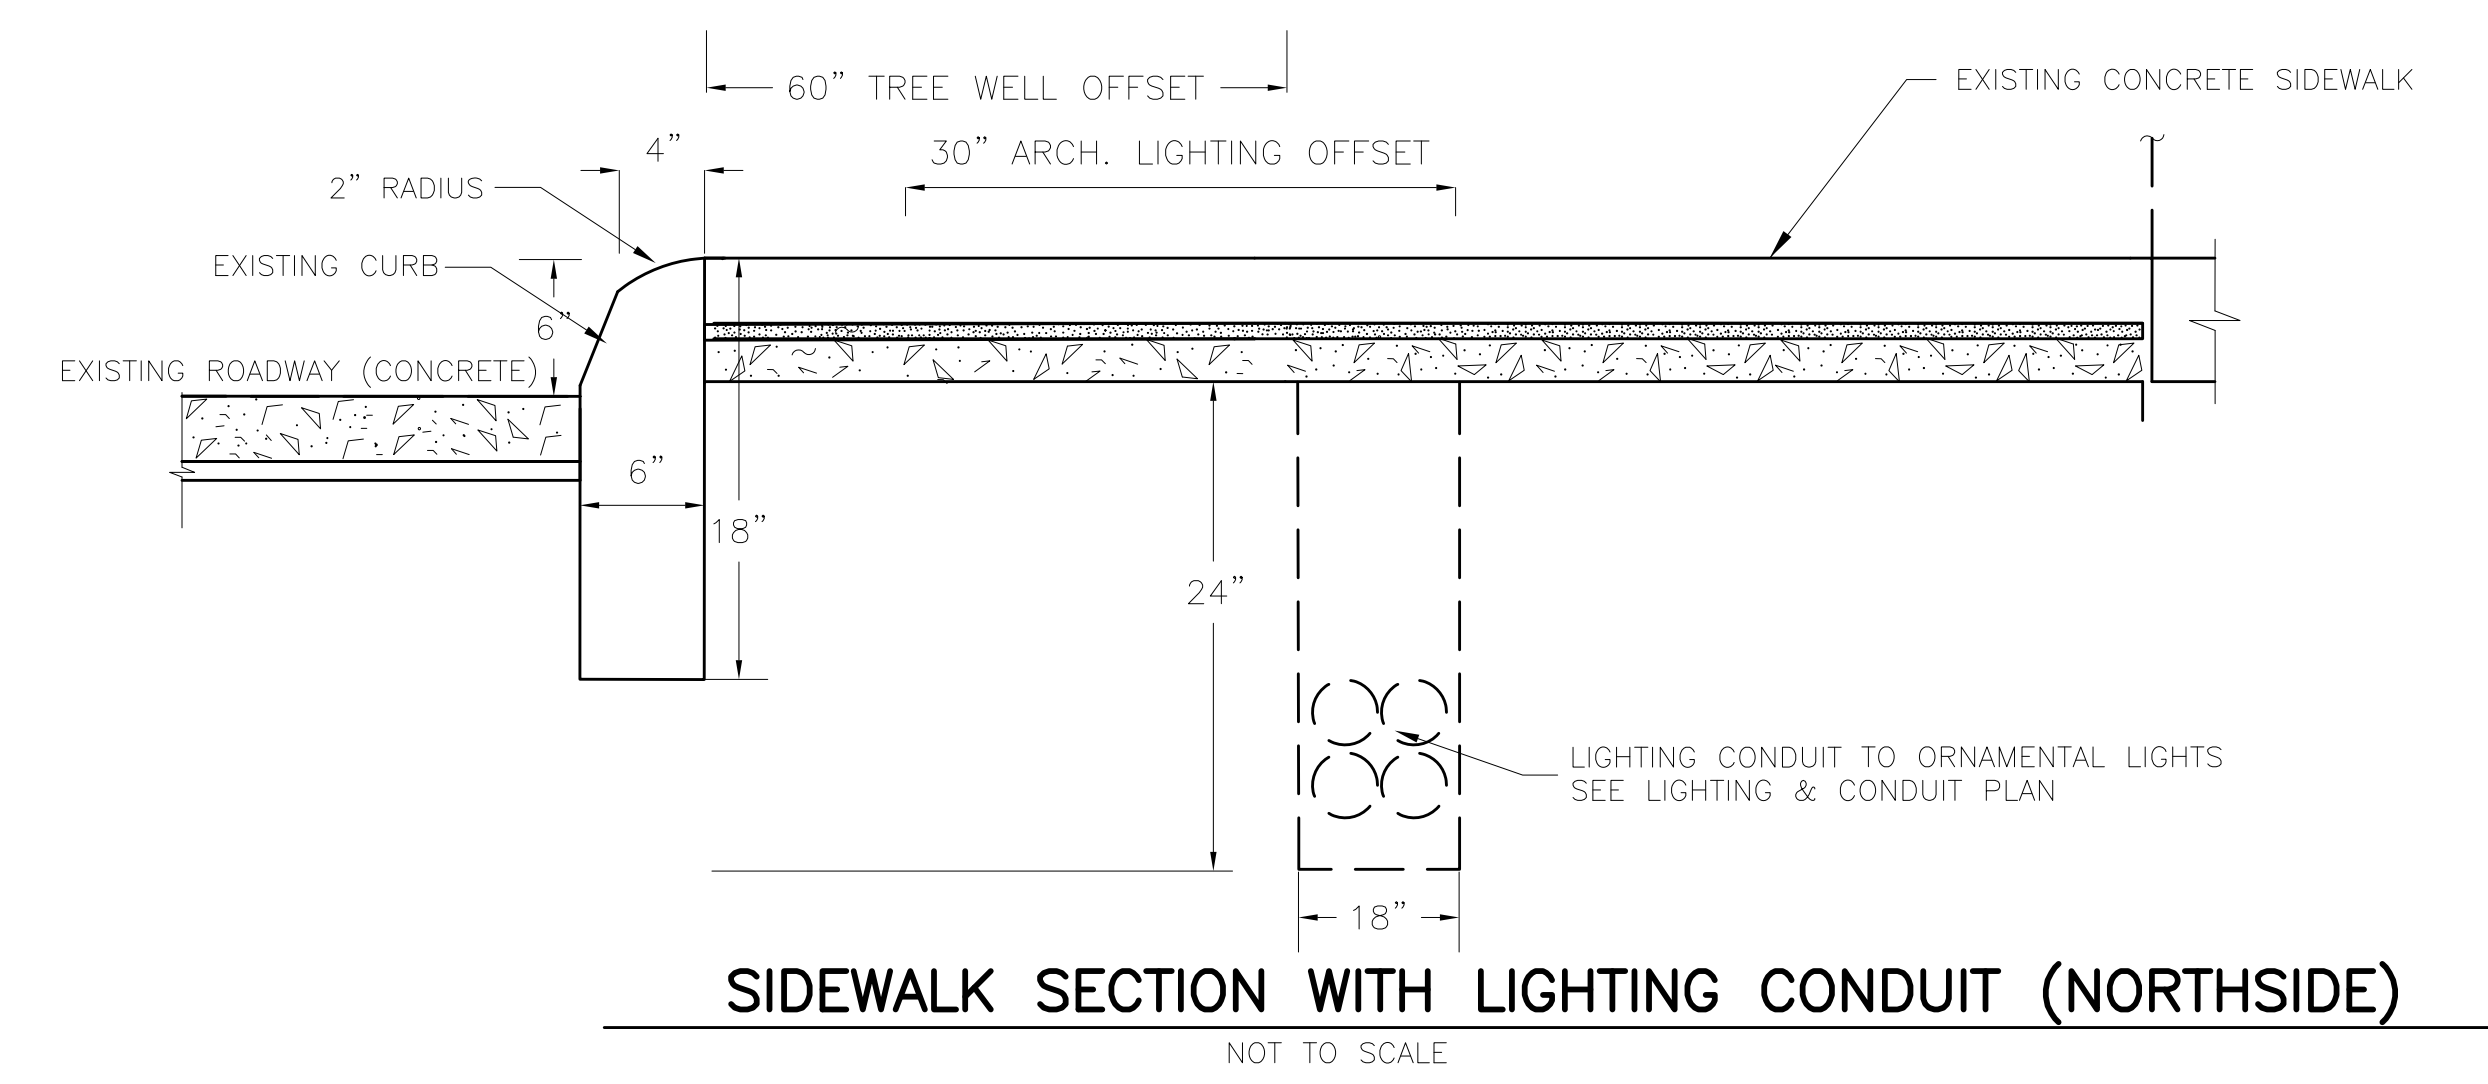 60” TREE WELL OFFSET
EXISTING CONCRETE SIDEWALK
4”
30” ARCH. LIGHTING OFFSET
2” RADIUS
EXISTING CURB
6”
EXISTING ROADWAY (CONCRETE)
6”
18”
24”
LIGHTING CONDUIT TO ORNAMENTAL LIGHTS
SEE LIGHTING & CONDUIT PLAN
18”
SIDEWALK SECTION WITH LIGHTING CONDUIT (NORTHSIDE)
NOT TO SCALE